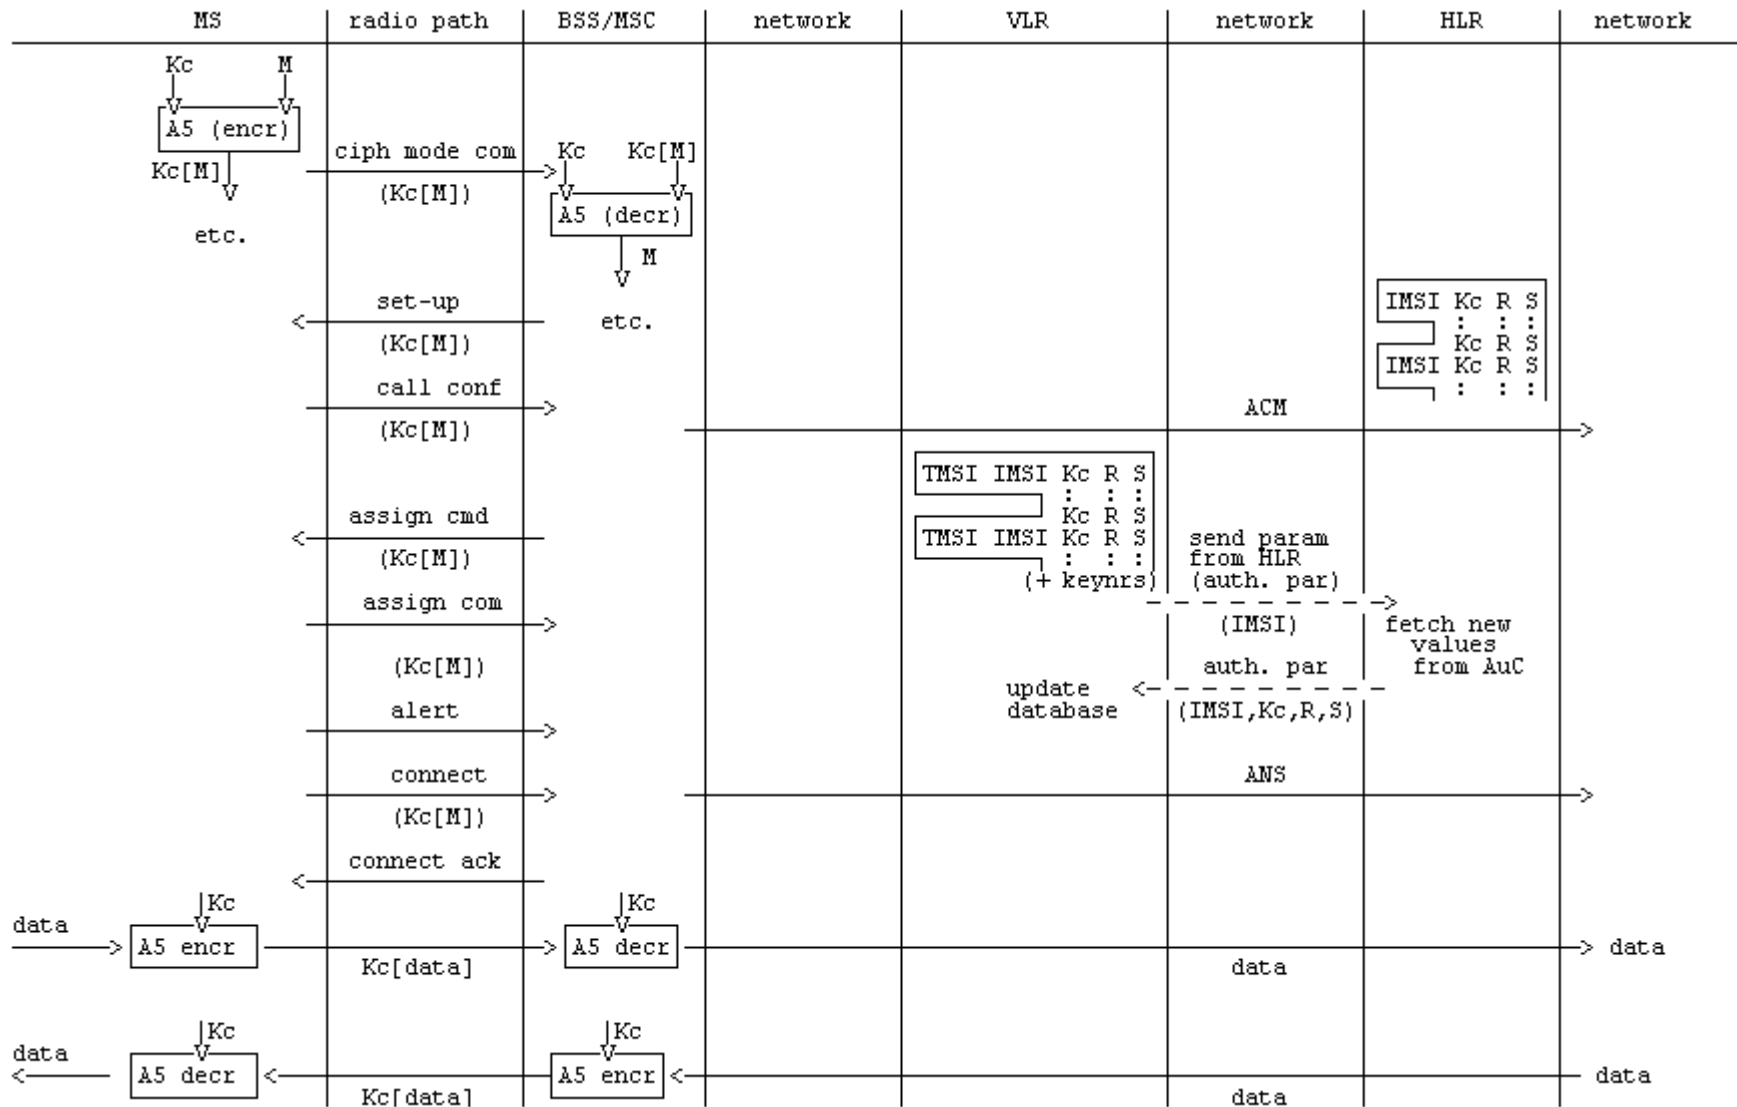 MS radio path BSS/MSC network VLR network HLR network
Kc M
A5 (encr)
ciph mode com Kc Kc[M]
Kc[M]
(Kc[M])
A5 (decr)
etc.
M
set-up IMSI Kc R S
etc. : : :
(Kc[M]) Kc R S
IMSI Kc R S
call conf : : :
ACM
(Kc[M])
TMSI IMSI Kc R S
: : :
assign cmd Kc R S
TMSI IMSI Kc R S send param
(Kc[M]) : : : from HLR
(+ keynrs) (auth. par)
assign com
(IMSI) fetch new
values
(Kc[M]) auth. par from AuC
update
alert database (IMSI,Kc,R,S)
connect ANS
(Kc[M])
connect ack
Kc Kc
data
A5 encr A5 decr data
Kc[data] data
Kc Kc
data
A5 decr A5 encr data
Kc[data] data